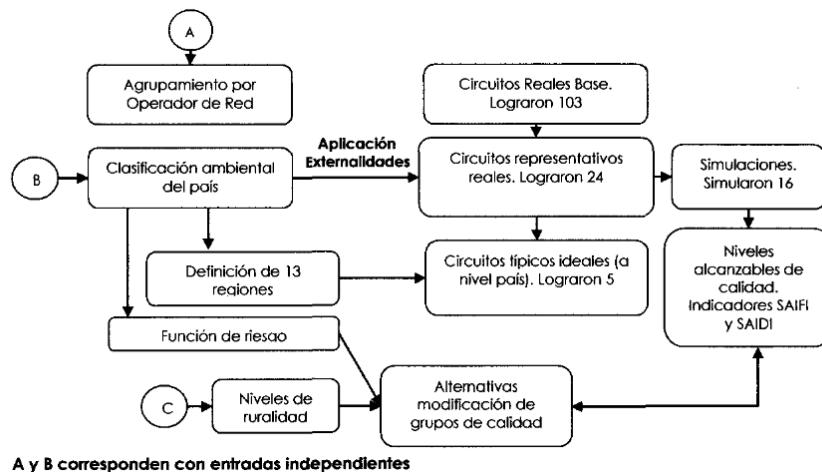 A
Agrupamiento por
Operador de Red
Circuitos Reales Base.
Lograron 103
B
Clasificación ambiental
del país
Aplicación
Externalidades
Circuitos representativos
reales. Lograron 24
Simulaciones.
Simularon 16
Definición de 13
regiones
Circuitos típicos ideales (a
nivel país). Lograron 5
Niveles
alcanzables de
calidad.
Indicadores SAIFI
y SAIDI
Función de riesgo
C
Niveles de
ruralidad
Alternativas
modificación de
grupos de calidad
A y B corresponden con entradas independientes